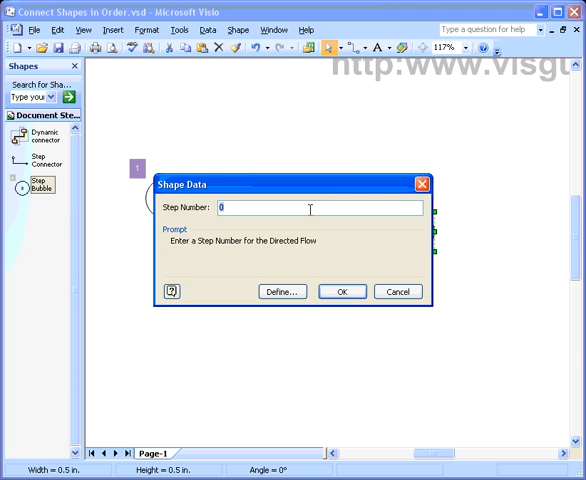 Connect Shapes in Order.vsd - Microsoft Visio
File Edit View Insert Format Tools Data Shape Window Help
Type a question for help
A 117%
Shapes
http:www.visgu
Search for Sha...
Type your
Document Ste...
Dynamic connector
Step Connector
Step Bubble
1
Shape Data
Step Number: 0
Prompt
Enter a Step Number for the Directed Flow
Define... OK Cancel
Page-1
Width = 0.5 in. Height = 0.5 in. Angle = 0°